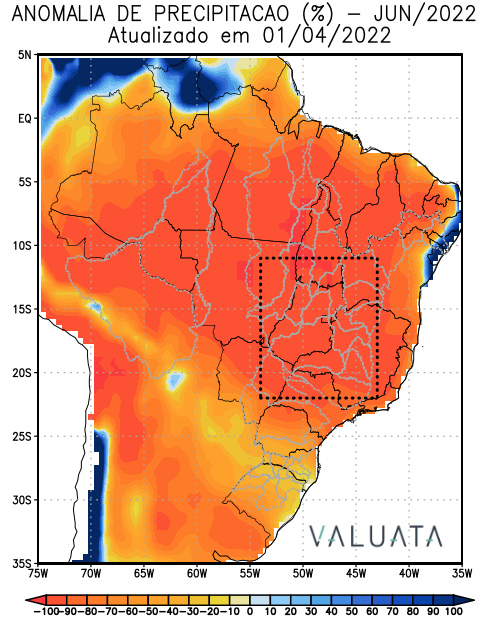 ANOMALIA DE PRECIPITACAO (%) – JUN/2022
Atualizado em 01/04/2022
5N
EQ
5S
10S
15S
20S
25S
30S
35S
VALUATA
75W 70W 65W 60W 55W 50W 45W 40W 35W
-100-90-80-70-60-50-40-30-20-10 0 10 20 30 40 50 60 70 80 90 100